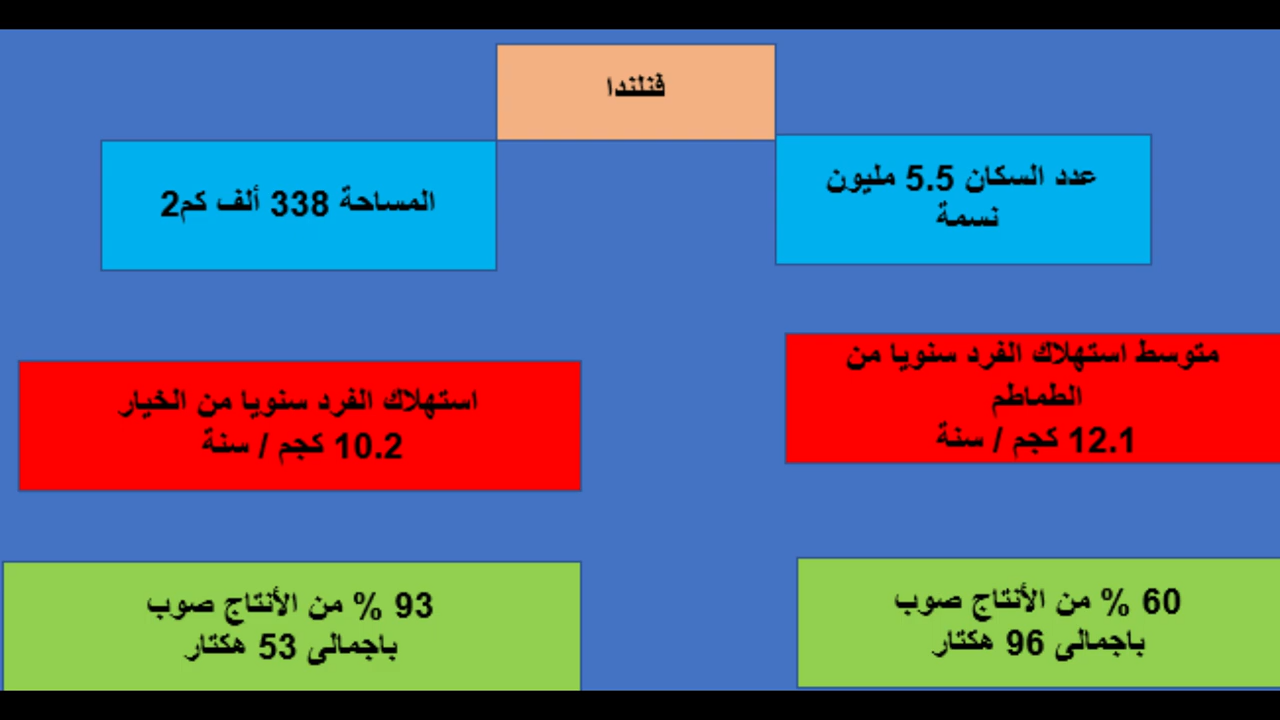 فنلندا
عدد السكان 5.5 مليون
نسمة
المساحة 338 ألف كم2
متوسط استهلاك الفرد سنويا من
الطماطم
12.1 كجم / سنة
استهلاك الفرد سنويا من الخيار
10.2 كجم / سنة
60 % من الأنتاج صوب
باجمالى 96 هكتار
93 % من الأنتاج صوب
باجمالى 53 هكتار